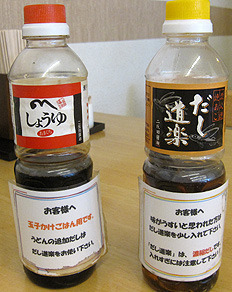 しょうゆ
お客様へ
玉子かけごはん用です。
うどんの追加だしは
だし道楽をお使い下さい。
だし
道楽
お客様へ
味がうすいと思われた方は
だし道楽を少し入れて下さい。
「だし道楽」は、濃縮だしです。
入れすぎには注意して下さい。